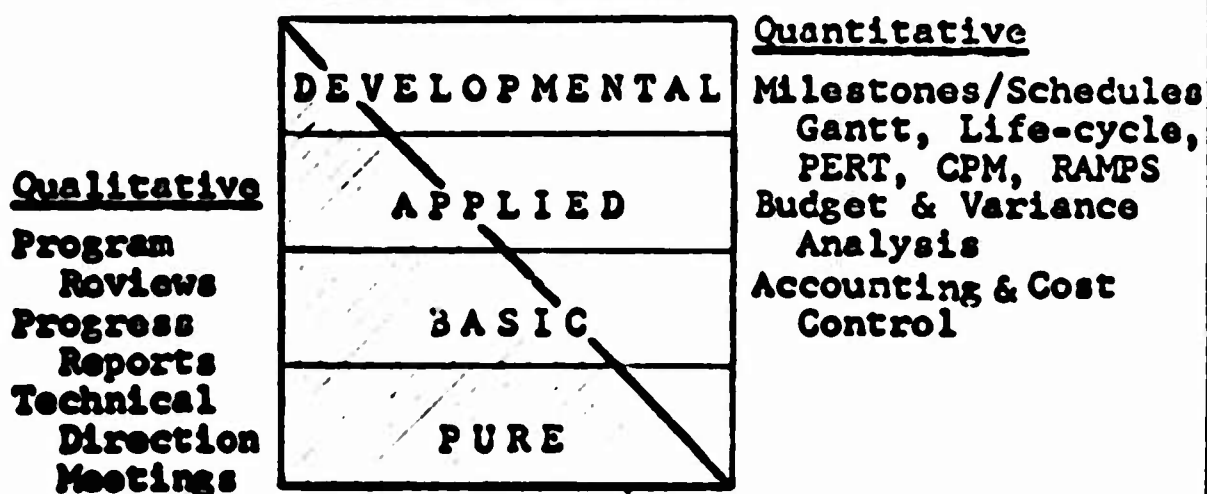 Quantitative
Milestones/Schedules
Gantt, Life-cycle,
PERT, CPM, RAMPS
Budget & Variance
Analysis
Accounting & Cost
Control
DEVELOPMENTAL
APPLIED
BASIC
PURE
Qualitative
Program
Reviews
Progress
Reports
Technical
Direction
Meetings